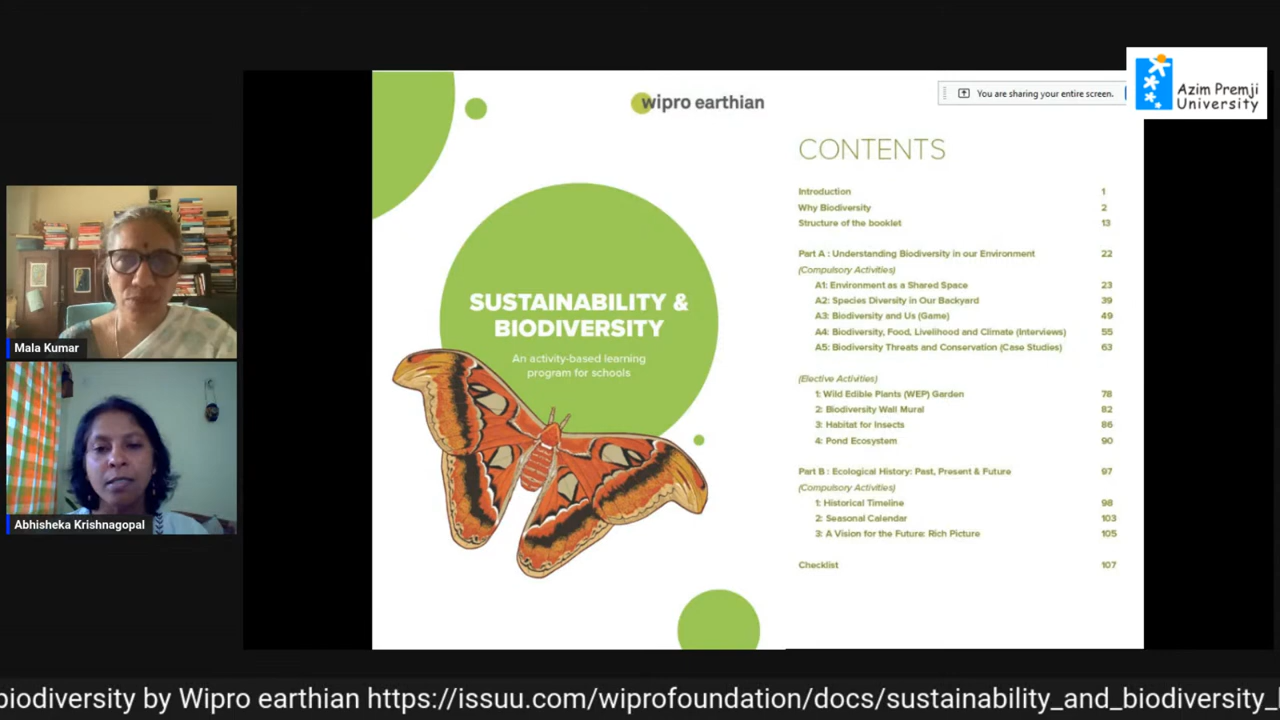 wipro earthian
You are sharing your entire screen.
Azim Premji
University
SUSTAINABILITY &
BIODIVERSITY
An activity-based learning
program for schools
CONTENTS
Introduction 1
Why Biodiversity 2
Structure of the booklet 13
Part A : Understanding Biodiversity in our Environment 22
(Compulsory Activities)
A1: Environment as a Shared Space 23
A2: Species Diversity in Our Backyard 39
A3: Biodiversity and Us (Game) 49
A4: Biodiversity, Food, Livelihood and Climate (Interviews) 55
A5: Biodiversity Threats and Conservation (Case Studies) 63
(Elective Activities)
1: Wild Edible Plants (WEP) Garden 78
2: Biodiversity Wall Mural 82
3: Habitat for Insects 86
4: Pond Ecosystem 90
Part B : Ecological History: Past, Present & Future 97
(Compulsory Activities)
1: Historical Timeline 98
2: Seasonal Calendar 103
3: A Vision for the Future: Rich Picture 105
Checklist 107
Mala Kumar
Abhisheka Krishnagopal
biodiversity by Wipro earthian https://issuu.com/wiprofoundation/docs/sustainability_and_biodiversity_